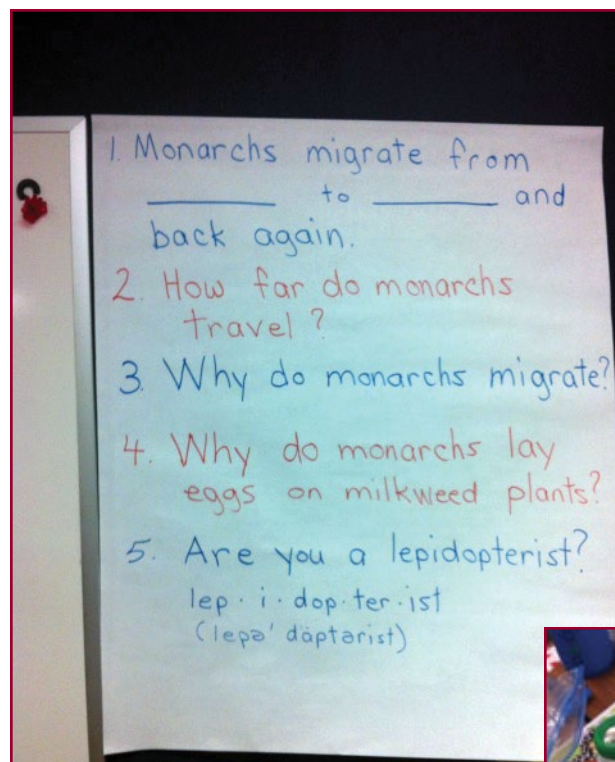 1. Monarchs migrate from
______ to ______ and
back again.
2. How far do monarchs
travel?
3. Why do monarchs migrate?
4. Why do monarchs lay
eggs on milkweed plants?
5. Are you a lepidopterist?
lep · i · dop · ter · ist
(lepə' däptərist)